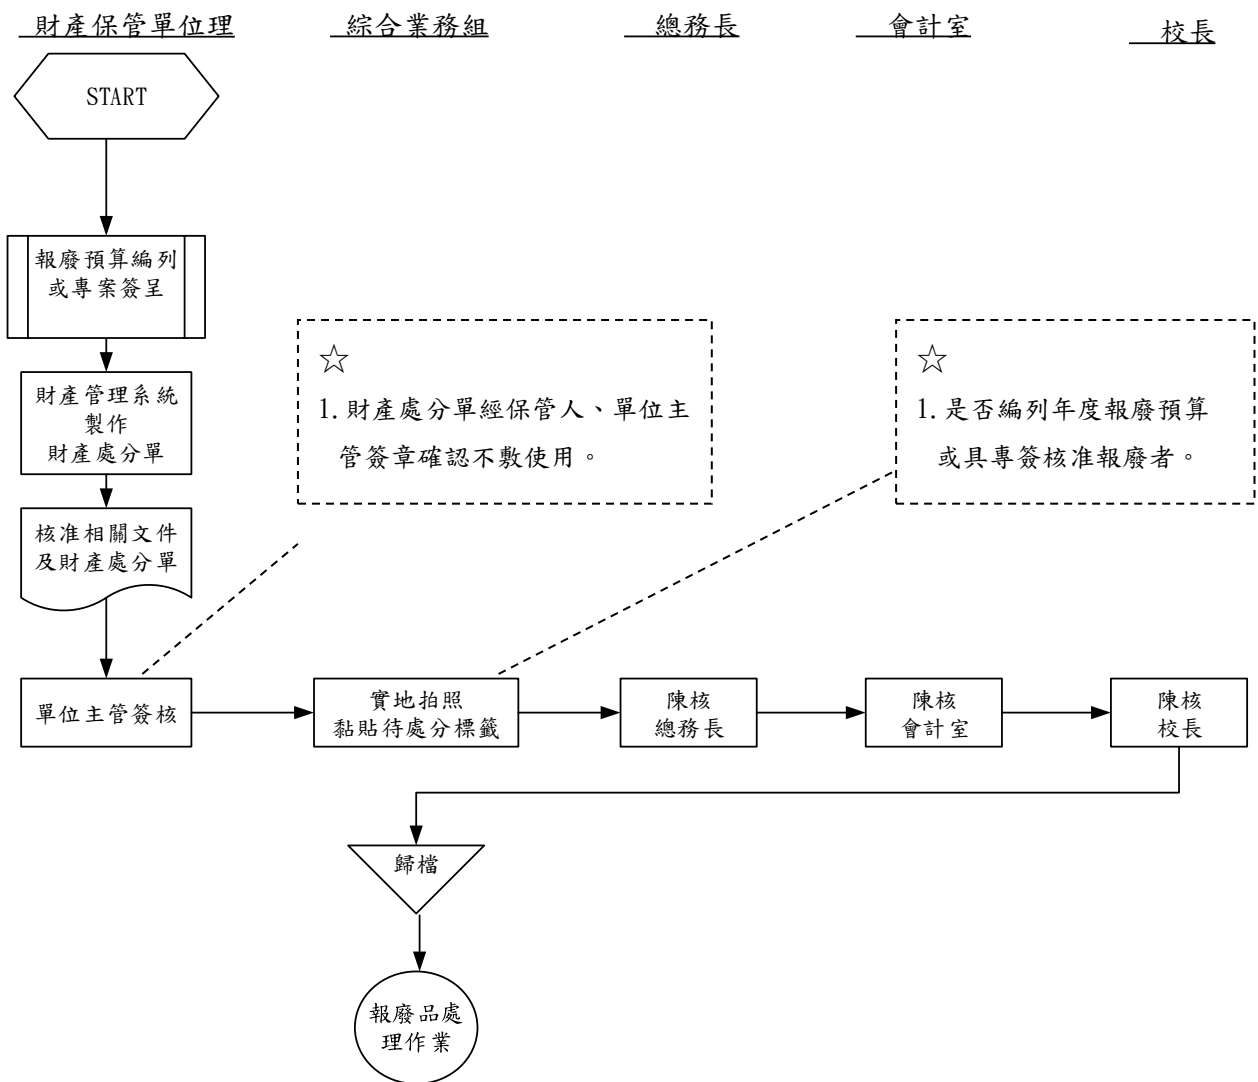 財產保管單位理
綜合業務組
總務長
會計室
校長
START
報廢預算編列
或專案簽呈
☆
1.財產處分單經保管人、單位主
管簽章確認不敷使用。
☆
1.是否編列年度報廢預算
或具專簽核准報廢者。
財產管理系統
製作
財產處分單
核准相關文件
及財產處分單
單位主管簽核
實地拍照
黏貼待處分標籤
陳核
總務長
陳核
會計室
陳核
校長
歸檔
報廢品處
理作業